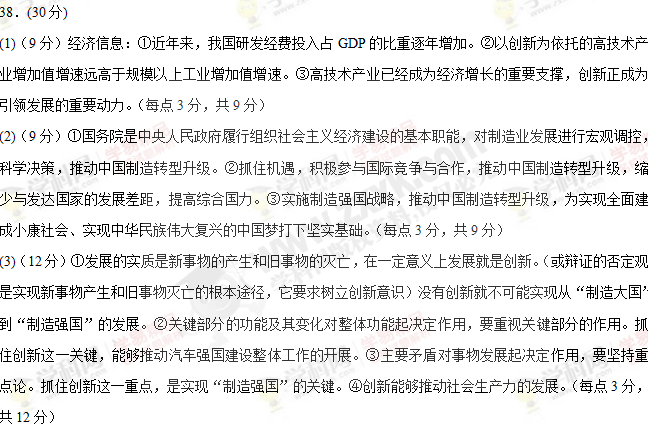 38．(30分)
(1)（9分）经济信息：①近年来，我国研发经费投入占 GDP 的比重逐年增加。②以创新为依托的高技术产
业增加值增速远高于规模以上工业增加值增速。③高技术产业已经成为经济增长的重要支撑，创新正成为
引领发展的重要动力。（每点3分，共9分）
(2)（9分）①国务院是中央人民政府履行组织社会主义经济建设的基本职能，对制造业发展进行宏观调控，
科学决策，推动中国制造转型升级。②抓住机遇，积极参与国际竞争与合作，推动中国制造转型升级，缩
少与发达国家的发展差距，提高综合国力。③实施制造强国战略，推动中国制造转型升级，为实现全面建
成小康社会、实现中华民族伟大复兴的中国梦打下坚实基础。（每点3分，共9分）
(3)（12分）①发展的实质是新事物的产生和旧事物的灭亡，在一定意义上发展就是创新。（或辩证的否定观
是实现新事物产生和旧事物灭亡的根本途径，它要求树立创新意识）没有创新就不可能实现从“制造大国”
到“制造强国”的发展。②关键部分的功能及其变化对整体功能起决定作用，要重视关键部分的作用。抓
住创新这一关键，能够推动汽车强国建设整体工作的开展。③主要矛盾对事物发展起决定作用，要坚持重
点论。抓住创新这一重点，是实现“制造强国”的关键。④创新能够推动社会生产力的发展。（每点3分，
共12分）